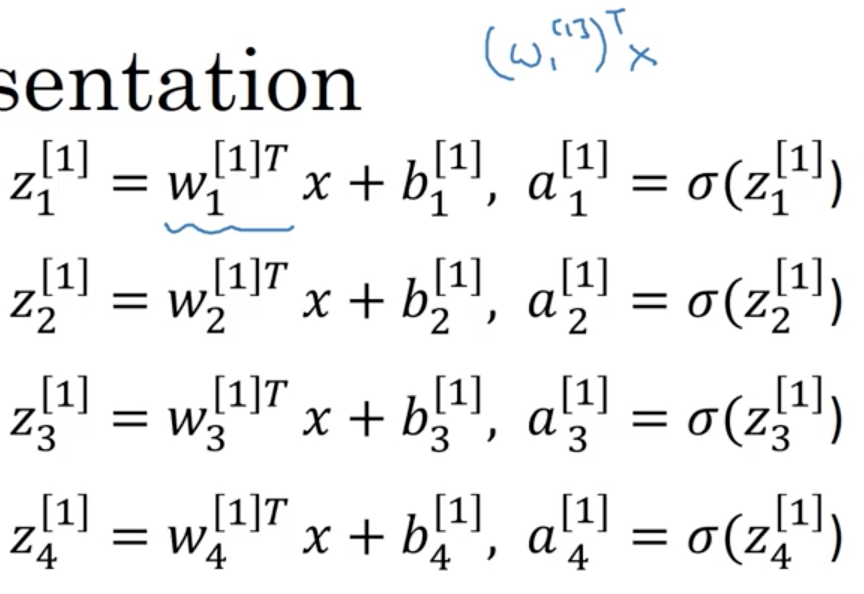 (w₁^[1])^T x
sentation
z₁^[1] = w₁^[1]T x + b₁^[1], a₁^[1] = σ(z₁^[1])
z₂^[1] = w₂^[1]T x + b₂^[1], a₂^[1] = σ(z₂^[1])
z₃^[1] = w₃^[1]T x + b₃^[1], a₃^[1] = σ(z₃^[1])
z₄^[1] = w₄^[1]T x + b₄^[1], a₄^[1] = σ(z₄^[1])